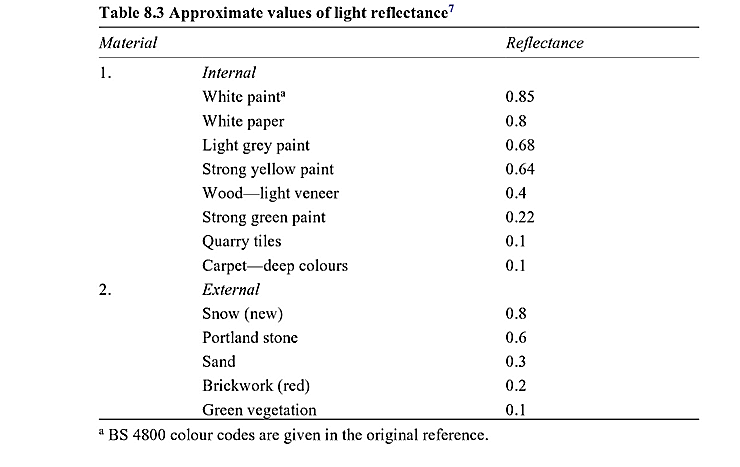 Table 8.3 Approximate values of light reflectance⁷
Material Reflectance
1. Internal
White paintᵃ 0.85
White paper 0.8
Light grey paint 0.68
Strong yellow paint 0.64
Wood—light veneer 0.4
Strong green paint 0.22
Quarry tiles 0.1
Carpet—deep colours 0.1
2. External
Snow (new) 0.8
Portland stone 0.6
Sand 0.3
Brickwork (red) 0.2
Green vegetation 0.1
ᵃ BS 4800 colour codes are given in the original reference.